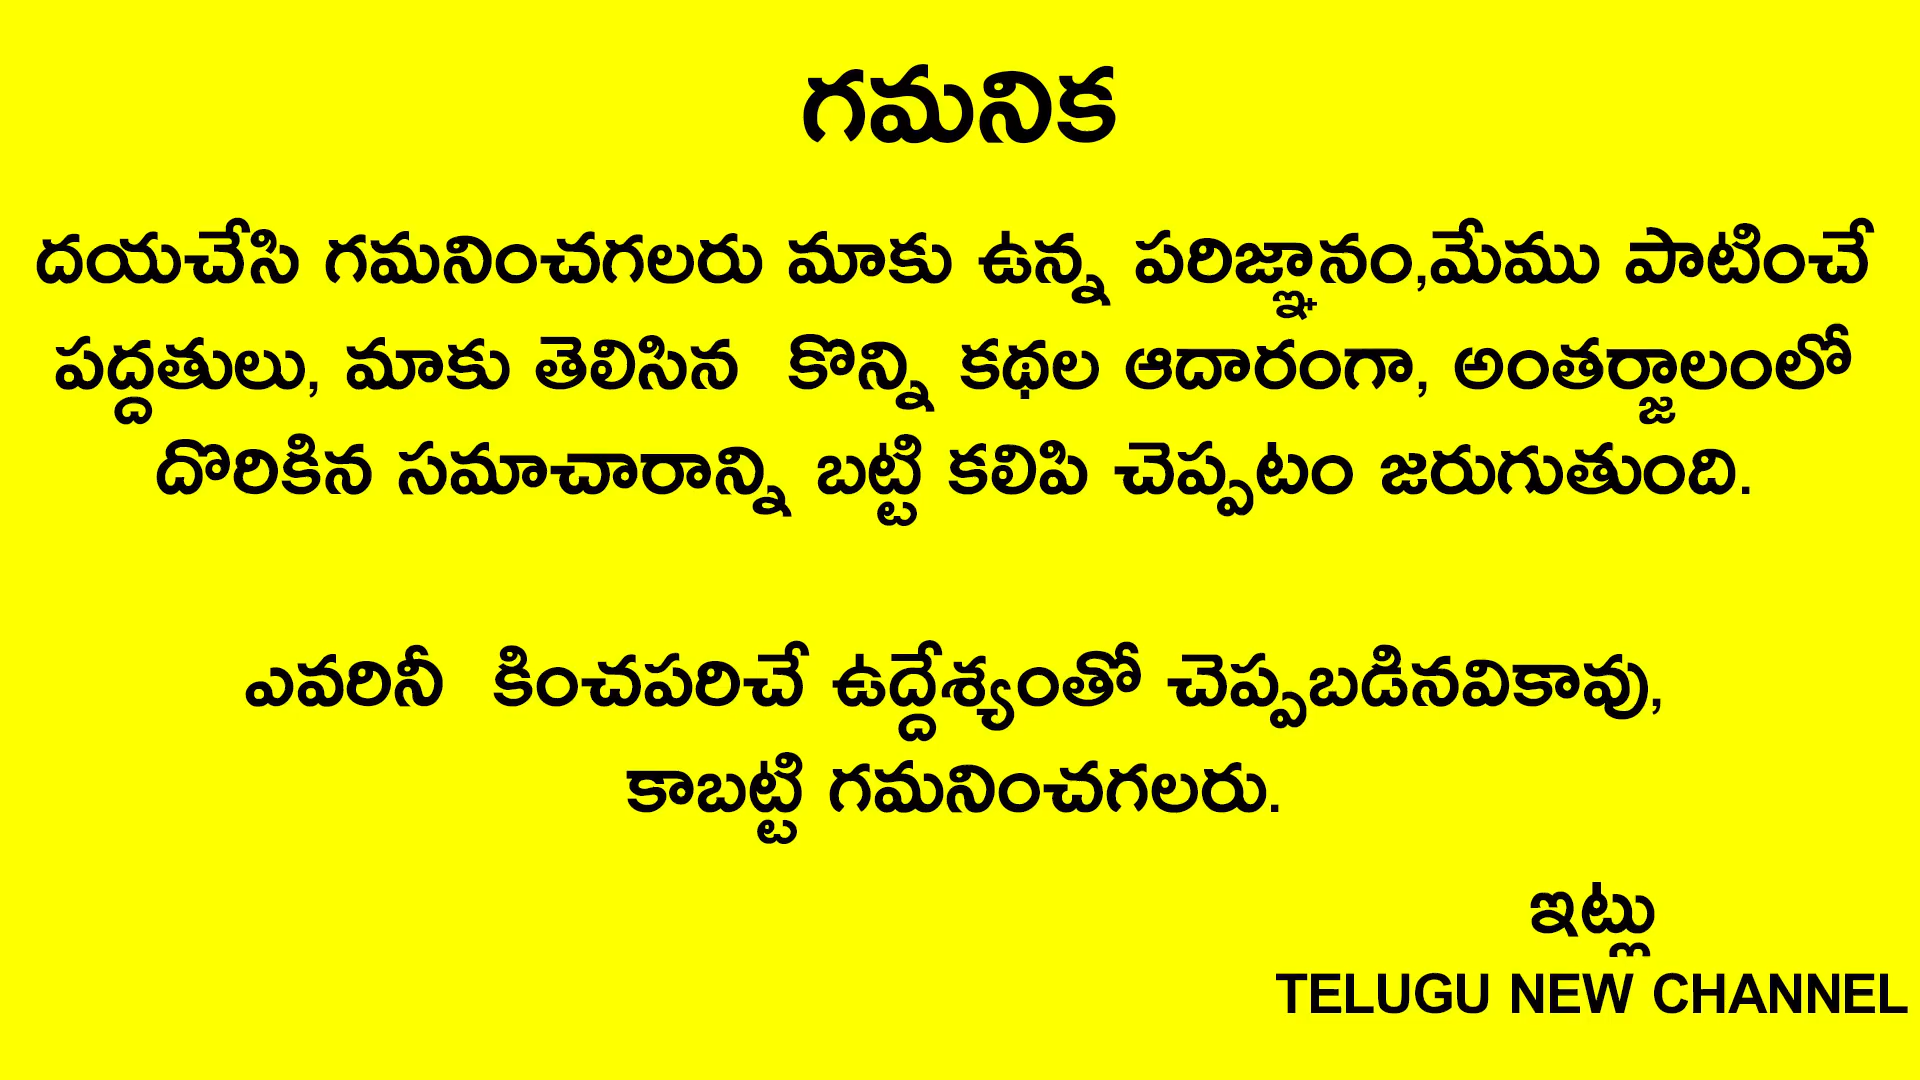 గమనిక
దయచేసి గమనించగలరు మాకు ఉన్న పరిజ్ఞానం,మేము పాటించే
పద్దతులు, మాకు తెలిసిన కొన్ని కథల ఆదారంగా, అంతర్జాలంలో
దొరికిన సమాచారాన్ని బట్టి కలిపి చెప్పటం జరుగుతుంది.
ఎవరినీ కించపరిచే ఉద్దేశ్యంతో చెప్పబడినవికావు,
కాబట్టి గమనించగలరు.
ఇట్లు
TELUGU NEW CHANNEL